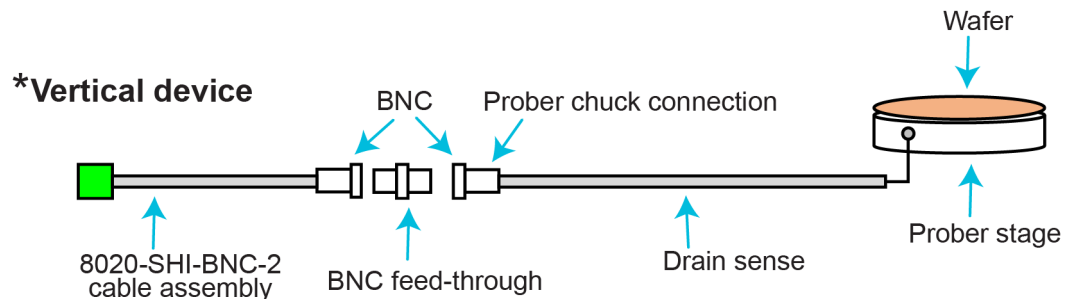 Wafer
*Vertical device
BNC
Prober chuck connection
8020-SHI-BNC-2
cable assembly
BNC feed-through
Drain sense
Prober stage